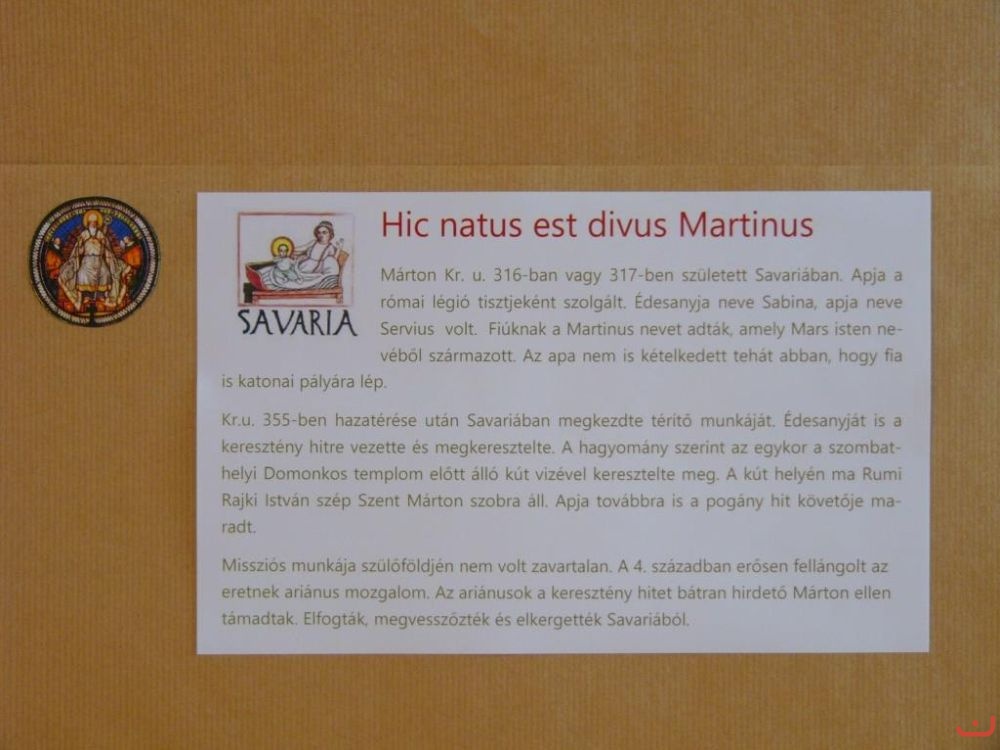 Hic natus est divus Martinus
SAVARIA
Márton Kr. u. 316-ban vagy 317-ben született Savariában. Apja a
római légió tisztjeként szolgált. Édesanyja neve Sabina, apja neve
Servius volt. Fiúknak a Martinus nevet adták, amely Mars isten ne-
véből származott. Az apa nem is kételkedett tehát abban, hogy fia
is katonai pályára lép.
Kr.u. 355-ben hazatérése után Savariában megkezdte térítő munkáját. Édesanyját is a
keresztény hitre vezette és megkeresztelte. A hagyomány szerint az egykor a szombat-
helyi Domonkos templom előtt álló kút vizével keresztelte meg. A kút helyén ma Rumi
Rajki István szép Szent Márton szobra áll. Apja továbbra is a pogány hit követője ma-
radt.
Missziós munkája szülőföldjén nem volt zavartalan. A 4. században erősen fellángolt az
eretnek ariánus mozgalom. Az ariánusok a keresztény hitet bátran hirdető Márton ellen
támadtak. Elfogták, megvesszőzték és elkergették Savariából.